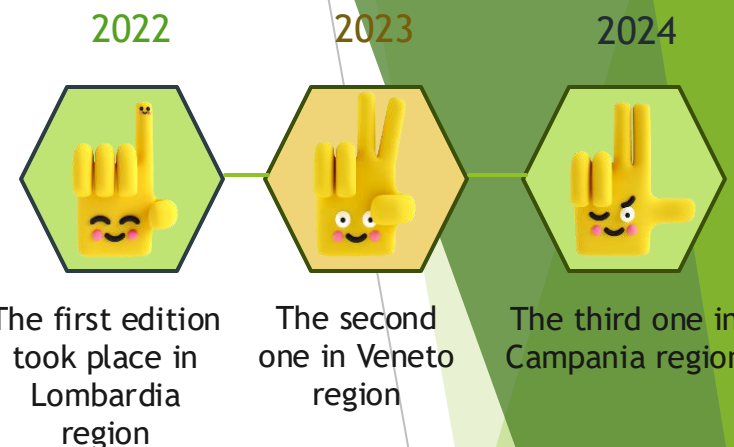 2022
2023
2024
The first edition
took place in
Lombardia
region
The second
one in Veneto
region
The third one in
Campania region